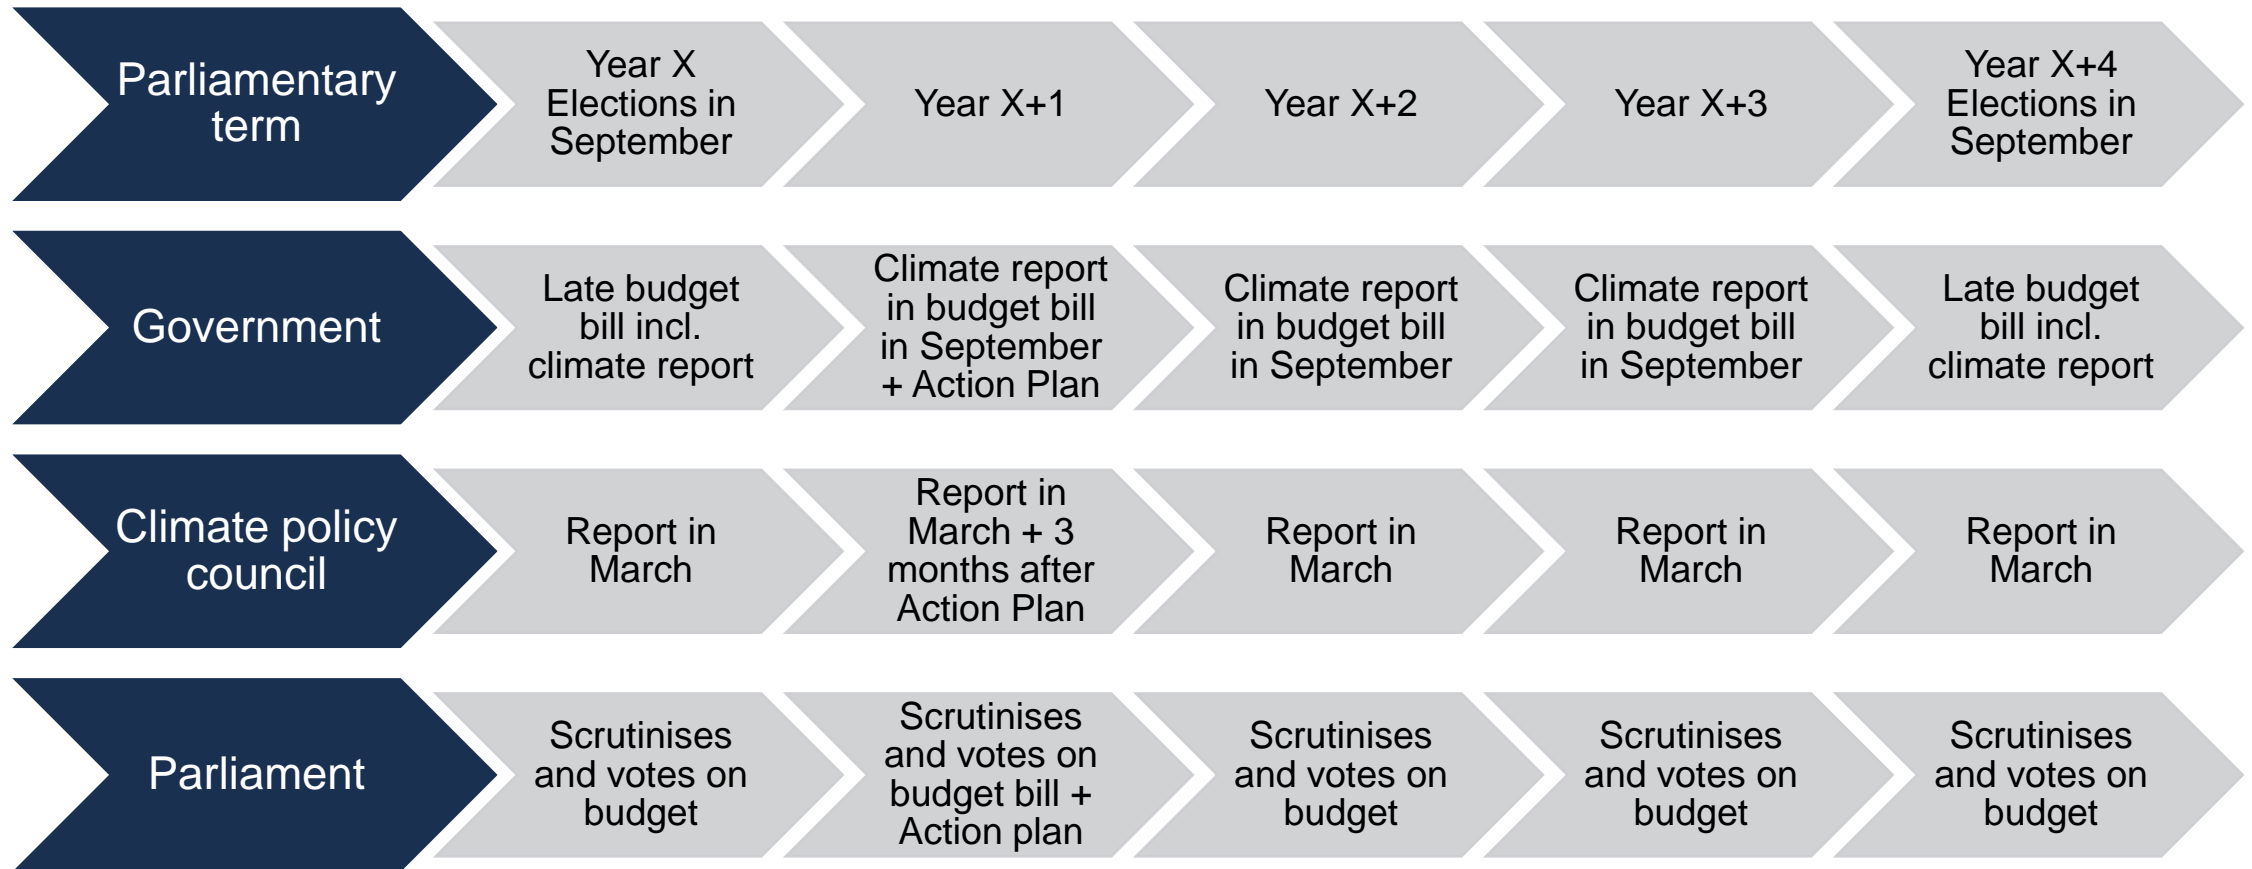 Parliamentary
term
Year X
Elections in
September
Year X+1
Year X+2
Year X+3
Year X+4
Elections in
September
Government
Late budget
bill incl.
climate report
Climate report
in budget bill
in September
+ Action Plan
Climate report
in budget bill
in September
Climate report
in budget bill
in September
Late budget
bill incl.
climate report
Climate policy
council
Report in
March
Report in
March + 3
months after
Action Plan
Report in
March
Report in
March
Report in
March
Parliament
Scrutinises
and votes on
budget
Scrutinises
and votes on
budget bill +
Action plan
Scrutinises
and votes on
budget
Scrutinises
and votes on
budget
Scrutinises
and votes on
budget